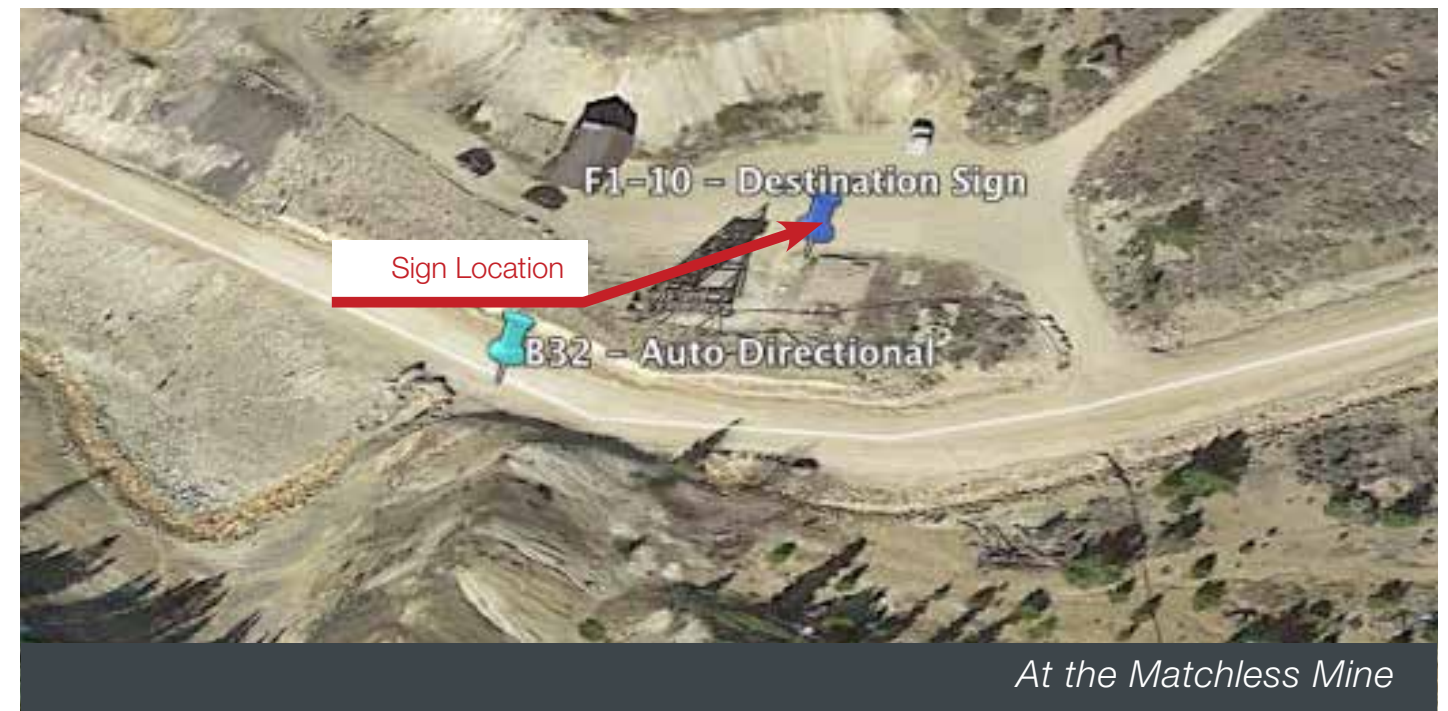 F1-10 - Destination Sign
Sign Location
B32 - Auto Directional
At the Matchless Mine